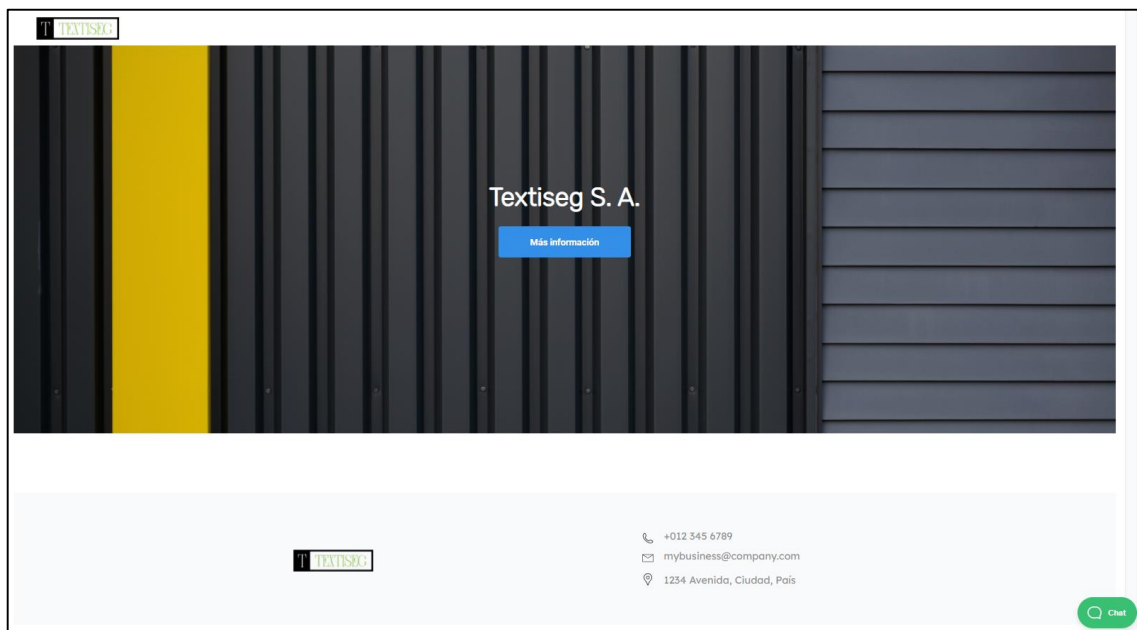 T TEXTISEG
Textiseg S. A.
Más información
T TEXTISEG
+012 345 6789
mybusiness@company.com
1234 Avenida, Ciudad, País
Chat